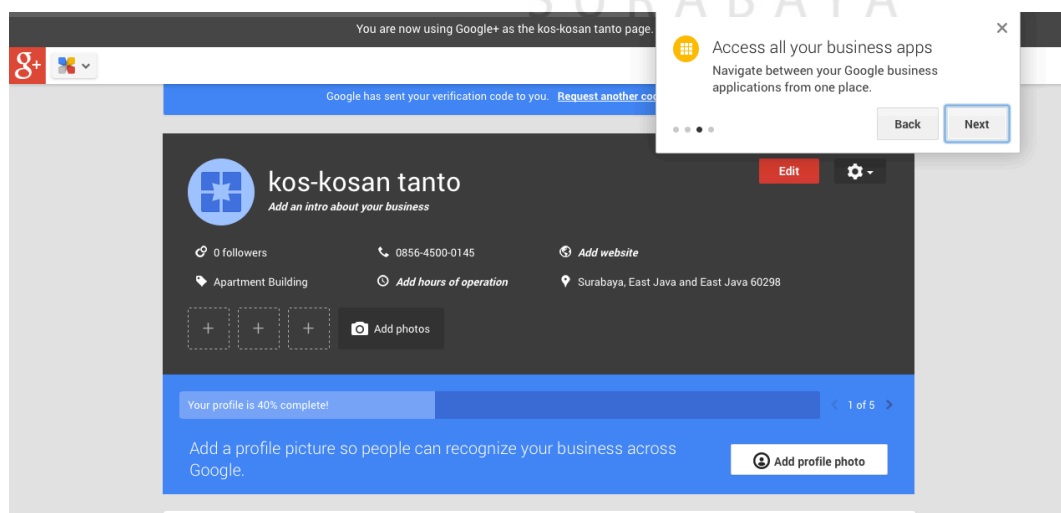 SURABAYA
You are now using Google+ as the kos-kosan tanto page.
g+
Google has sent your verification code to you. Request another
Access all your business apps
Navigate between your Google business
applications from one place.
Back Next
kos-kosan tanto
Add an intro about your business
Edit
0 followers 0856-4500-0145 Add website
Apartment Building Add hours of operation Surabaya, East Java and East Java 60298
+ + + Add photos
Your profile is 40% complete! 1 of 5
Add a profile picture so people can recognize your business across
Google.
Add profile photo